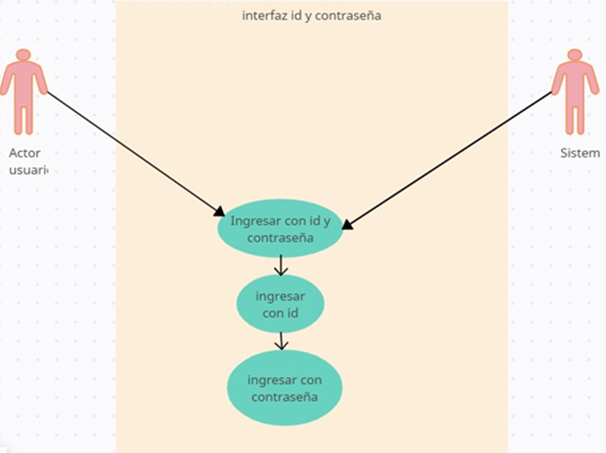 interfaz id y contraseña
Actor
Sistem
Ingresar con id y
contraseña
ingresar
con id
ingresar con
contraseña